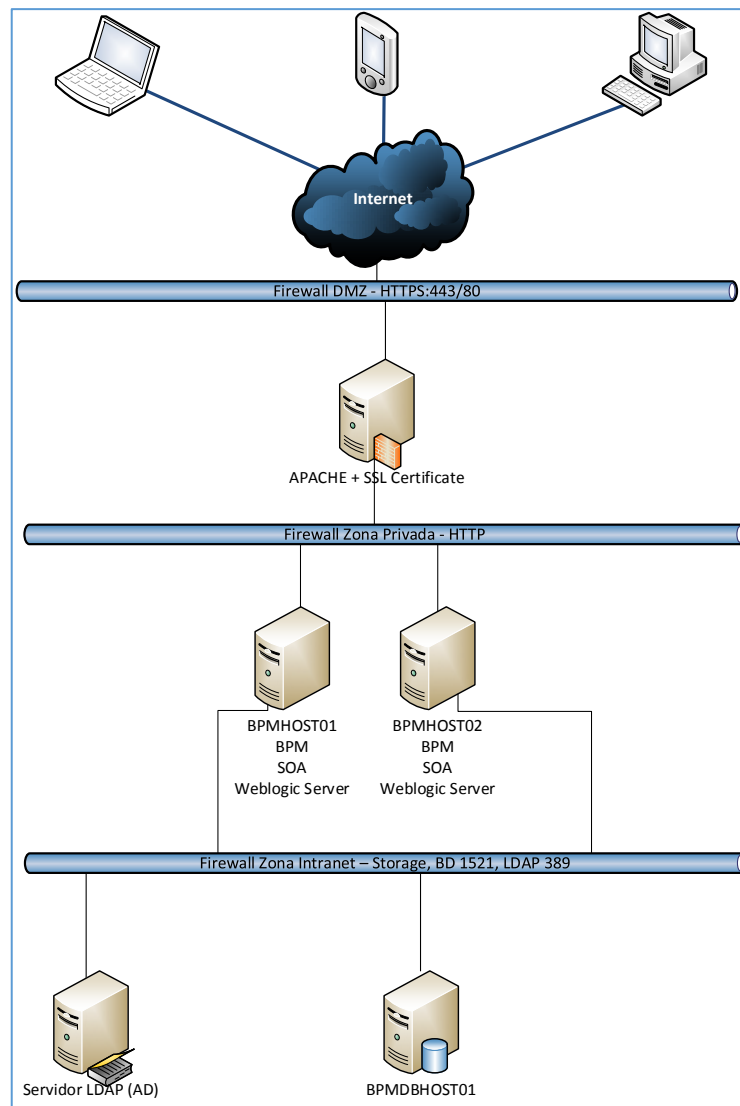 Internet
Firewall DMZ - HTTPS:443/80
APACHE + SSL Certificate
Firewall Zona Privada - HTTP
BPMHOST01
BPM
SOA
Weblogic Server
BPMHOST02
BPM
SOA
Weblogic Server
Firewall Zona Intranet – Storage, BD 1521, LDAP 389
Servidor LDAP (AD)
BPMDBHOST01